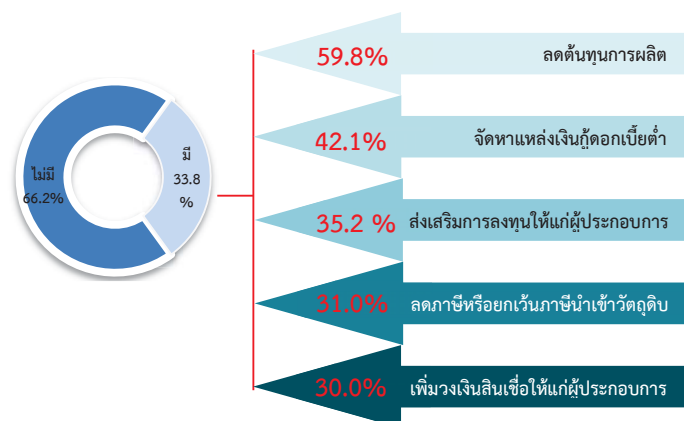 59.8% ลดต้นทุนการผลิต
42.1% จัดหาแหล่งเงินกู้ดอกเบี้ยต่ำ
ไม่มี
66.2%
มี
33.8
%
35.2 % ส่งเสริมการลงทุนให้แก่ผู้ประกอบการ
31.0% ลดภาษีหรือยกเว้นภาษีนำเข้าวัตถุดิบ
30.0% เพิ่มวงเงินสินเชื่อให้แก่ผู้ประกอบการ